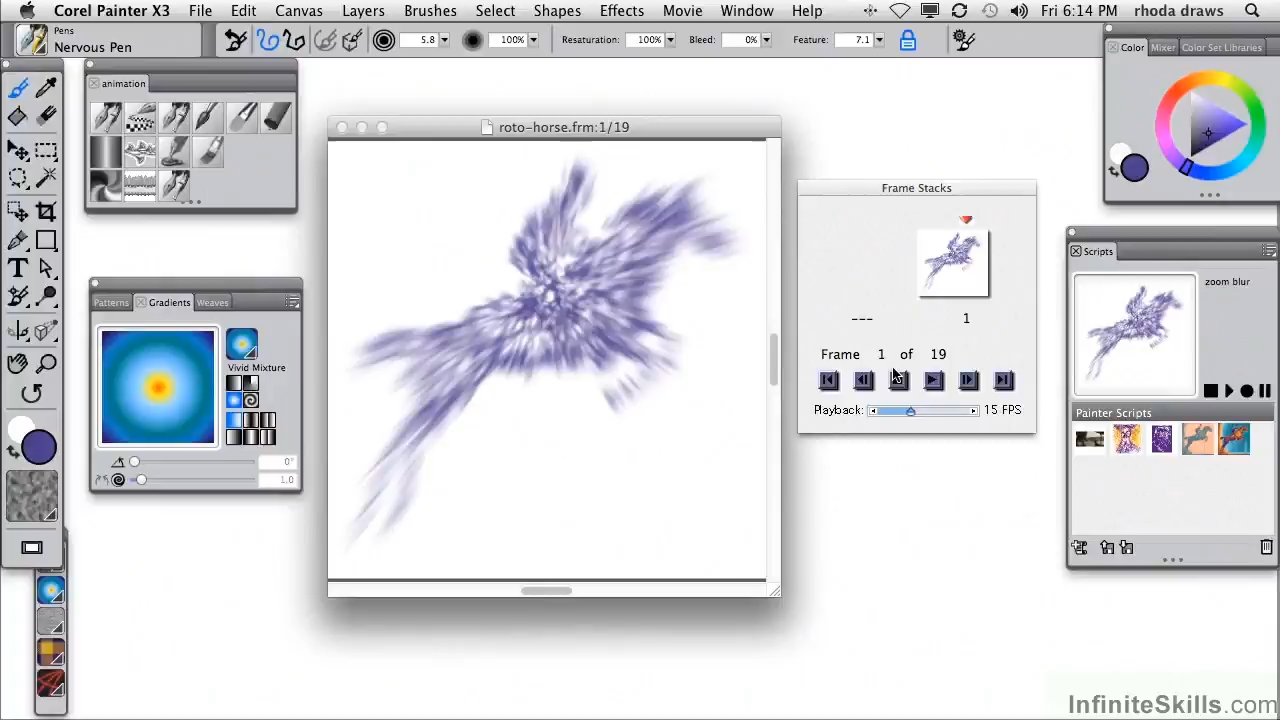 Corel Painter X3 File Edit Canvas Layers Brushes Select Shapes Effects Movie Window Help Fri 6:14 PM rhoda draws
Pens
Nervous Pen
5.8 100% Resaturation: 100% Bleed: 0% Feature: 7.1
Color Mixer Color Set Libraries
animation
roto-horse.frm:1/19
Frame Stacks
--- 1
Frame 1 of 19
Playback: 15 FPS
Scripts
zoom blur
Painter Scripts
Patterns Gradients Weaves
Vivid Mixture
0°
1.0
T
InfiniteSkills.com